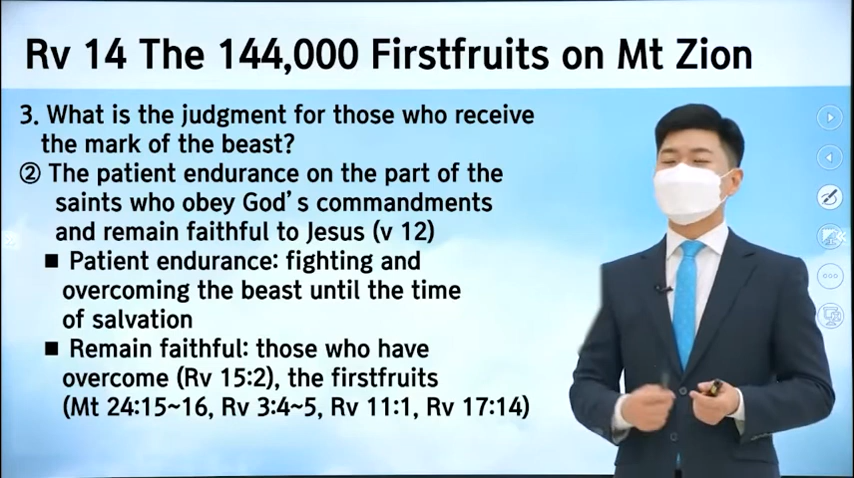 Rv 14 The 144,000 Firstfruits on Mt Zion
3. What is the judgment for those who receive
the mark of the beast?
② The patient endurance on the part of the
saints who obey God's commandments
and remain faithful to Jesus (v 12)
■ Patient endurance: fighting and
overcoming the beast until the time
of salvation
■ Remain faithful: those who have
overcome (Rv 15:2), the firstfruits
(Mt 24:15~16, Rv 3:4~5, Rv 11:1, Rv 17:14)